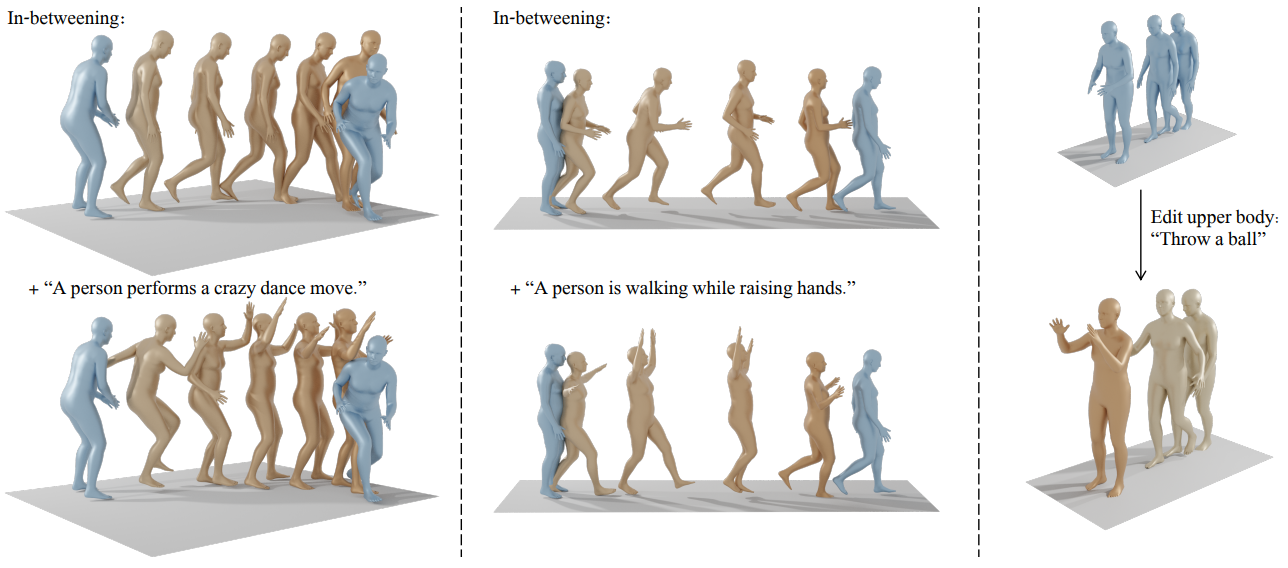 In-betweening:
+ “A person performs a crazy dance move.”
In-betweening:
+ “A person is walking while raising hands.”
Edit upper body:
“Throw a ball”